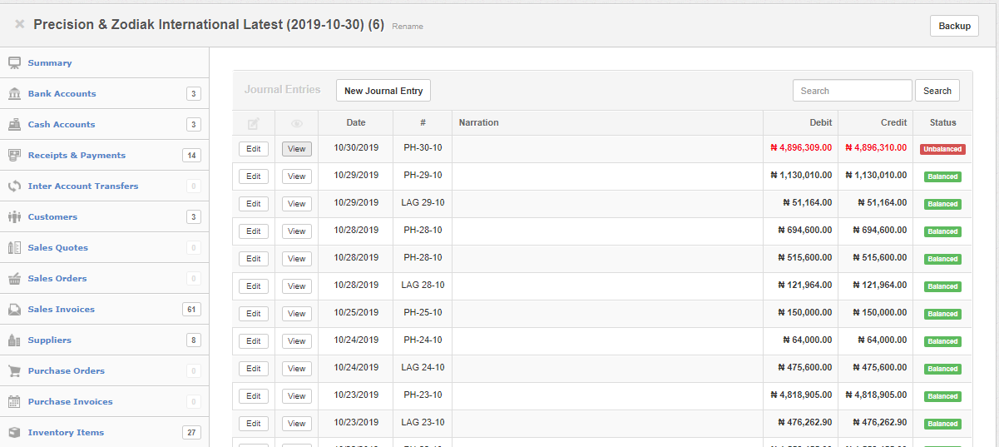 Precision & Zodiak International Latest (2019-10-30) (6) Rename
Backup
Summary
Bank Accounts 3
Cash Accounts 3
Receipts & Payments 14
Inter Account Transfers 0
Customers 3
Sales Quotes 0
Sales Orders 0
Sales Invoices 61
Suppliers 8
Purchase Orders 0
Purchase Invoices 0
Inventory Items 27
Journal Entries New Journal Entry Search Search
Date # Narration Debit Credit Status
Edit View 10/30/2019 PH-30-10 ₦ 4,896,309.00 ₦ 4,896,310.00 Unbalanced
Edit View 10/29/2019 PH-29-10 ₦ 1,130,010.00 ₦ 1,130,010.00 Balanced
Edit View 10/29/2019 LAG 29-10 ₦ 51,164.00 ₦ 51,164.00 Balanced
Edit View 10/28/2019 PH-28-10 ₦ 694,600.00 ₦ 694,600.00 Balanced
Edit View 10/28/2019 PH-28-10 ₦ 515,600.00 ₦ 515,600.00 Balanced
Edit View 10/28/2019 LAG 28-10 ₦ 121,964.00 ₦ 121,964.00 Balanced
Edit View 10/25/2019 PH-25-10 ₦ 150,000.00 ₦ 150,000.00 Balanced
Edit View 10/24/2019 PH-24-10 ₦ 64,000.00 ₦ 64,000.00 Balanced
Edit View 10/24/2019 LAG 24-10 ₦ 475,600.00 ₦ 475,600.00 Balanced
Edit View 10/23/2019 PH-23-10 ₦ 4,818,905.00 ₦ 4,818,905.00 Balanced
Edit View 10/23/2019 LAG 23-10 ₦ 476,262.90 ₦ 476,262.90 Balanced